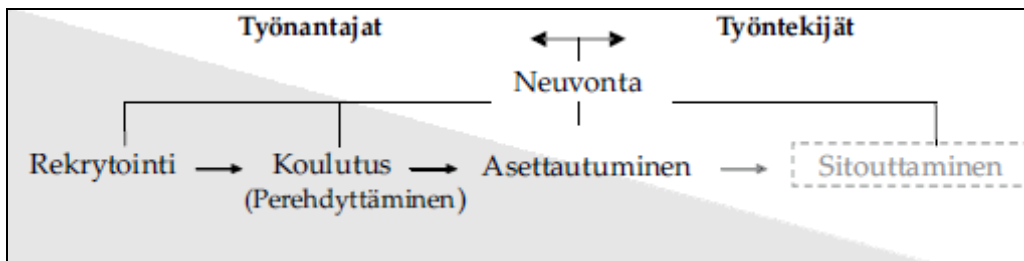 Työnantajat
Työntekijät
Neuvonta
Rekrytointi
Koulutus
(Perehdyttäminen)
Asettautuminen
Sitouttaminen